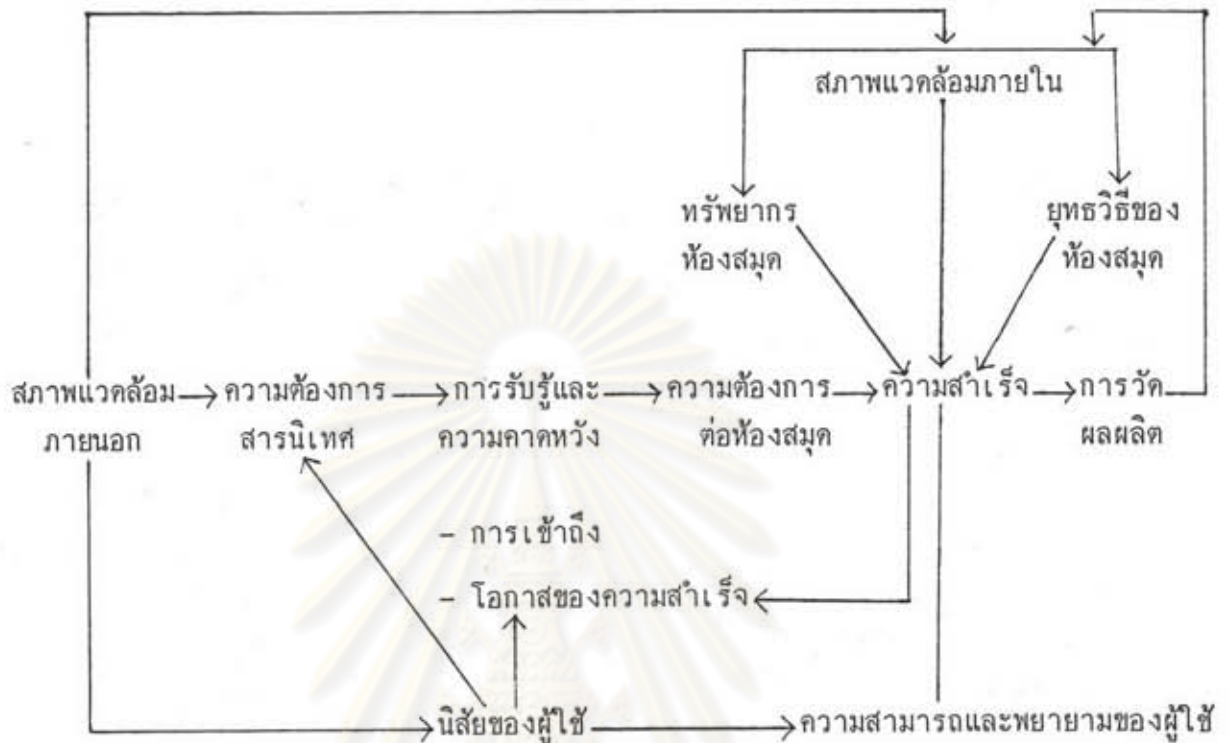 สภาพแวดล้อมภายใน
ทรัพยากร ยุทธวิธีของ
ห้องสมุด ห้องสมุด
สภาพแวดล้อม ความต้องการ การรับรู้และ ความต้องการ ความสำเร็จ การวัด
ภายนอก สารนิเทศ ความคาดหวัง ต่อห้องสมุด ผลผลิต
- การเข้าถึง
- โอกาสของความสำเร็จ
นิสัยของผู้ใช้ ความสามารถและพยายามของผู้ใช้